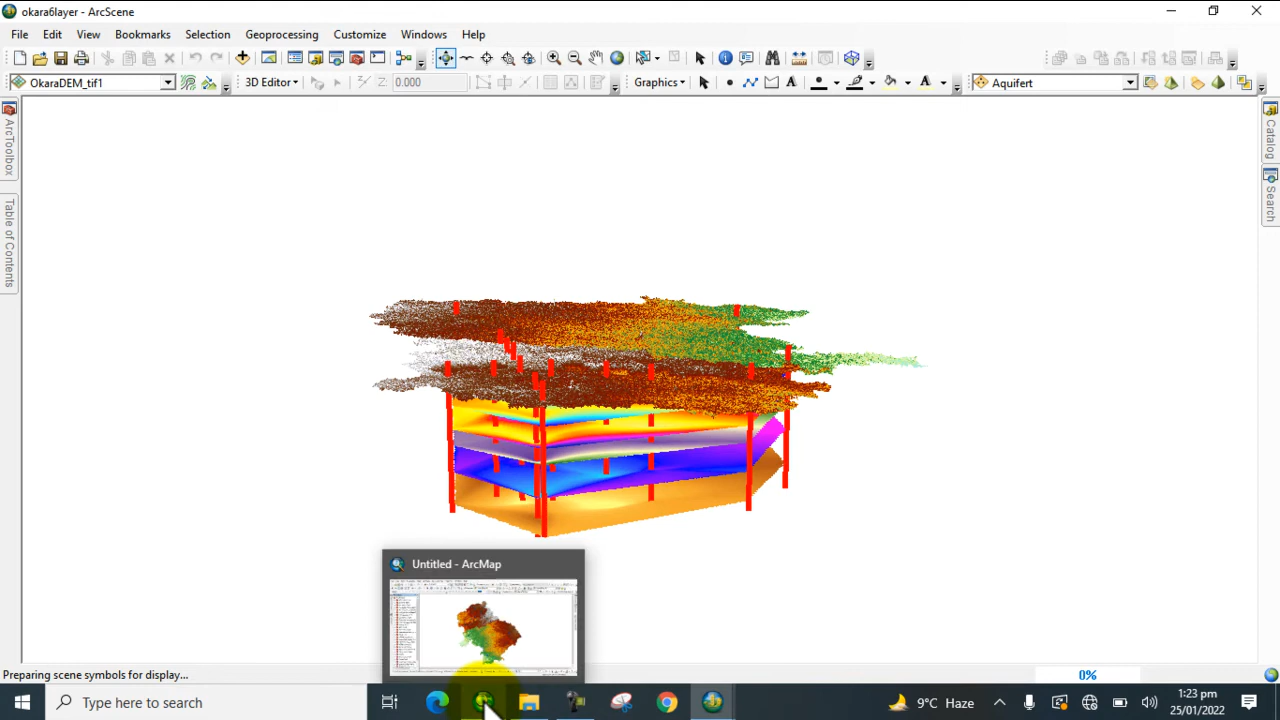 okara6layer - ArcScene
File Edit View Bookmarks Selection Geoprocessing Customize Windows Help
OkaraDEM_tif1 3D Editor Z: 0.000 Graphics Aquifert
ArcToolbox
Table of Contents
Catalog
Search
Untitled - ArcMap
Preparing scene symbols for display...
0%
Type here to search
9°C Haze
1:23 pm
25/01/2022